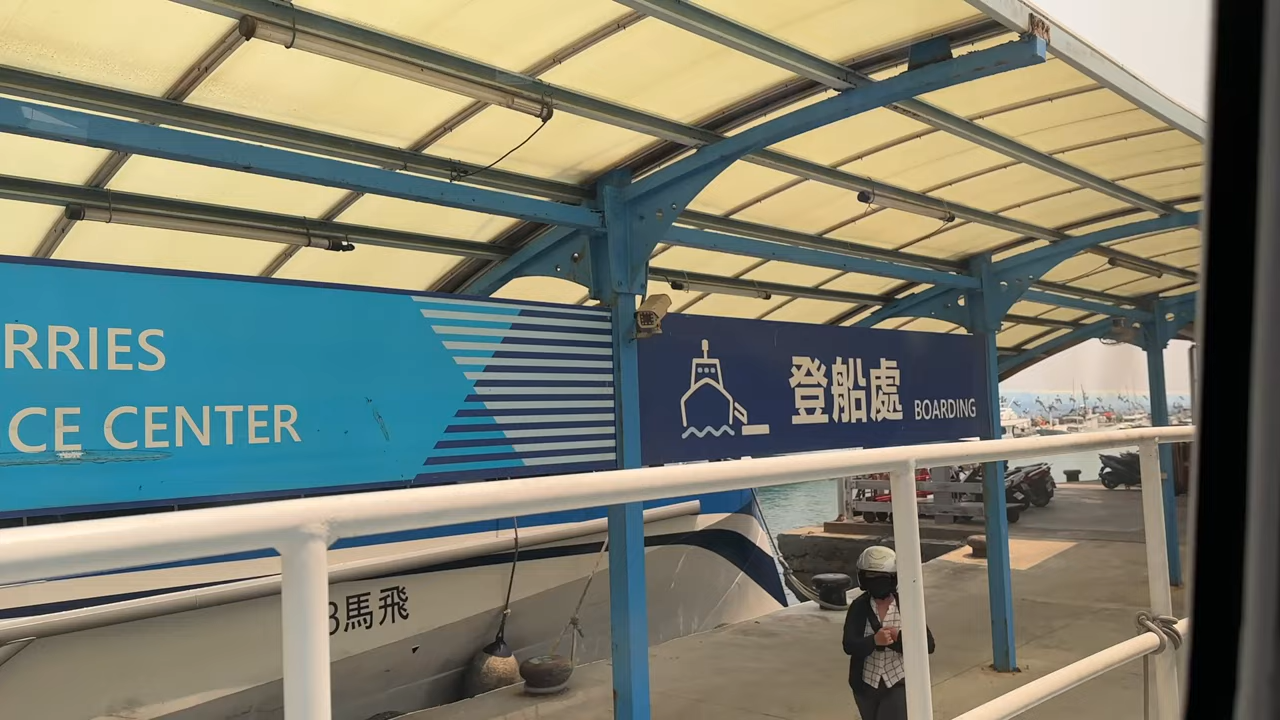 RRIES
CE CENTER
登船處 BOARDING
馬飛